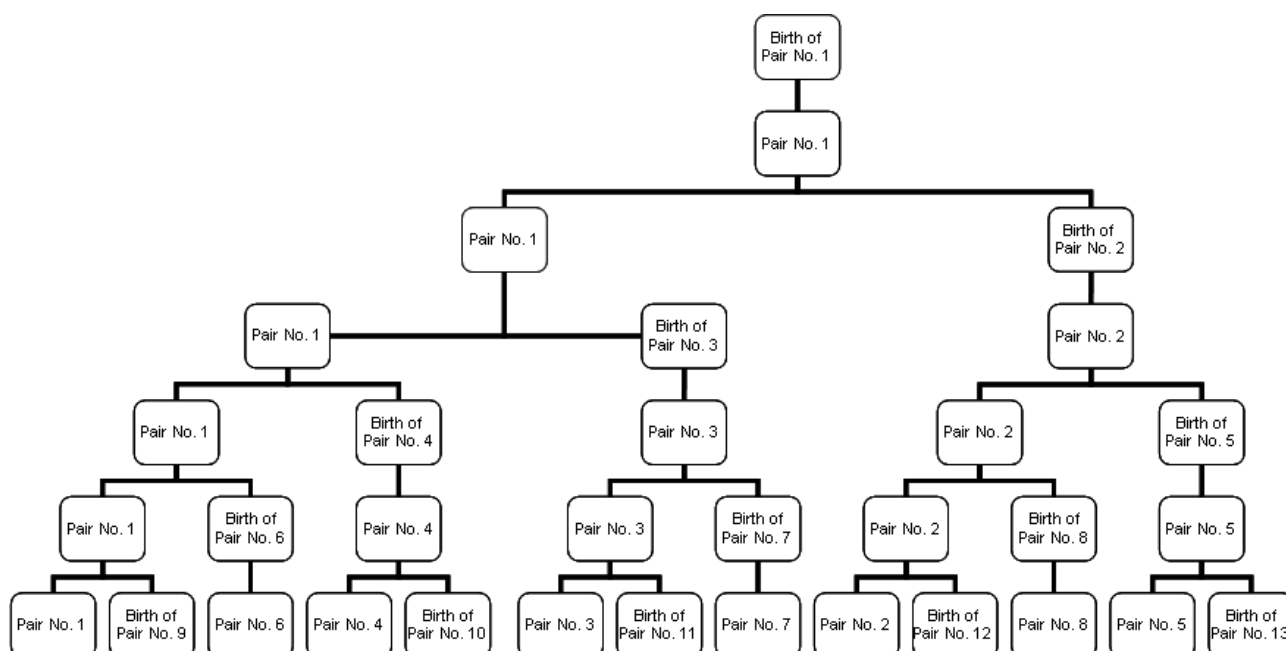 Birth of
Pair No. 1
Pair No. 1
Pair No. 1
Birth of
Pair No. 2
Pair No. 1
Birth of
Pair No. 3
Pair No. 2
Pair No. 1
Birth of
Pair No. 4
Pair No. 3
Pair No. 2
Birth of
Pair No. 5
Pair No. 1
Birth of
Pair No. 6
Pair No. 4
Pair No. 3
Birth of
Pair No. 7
Pair No. 2
Birth of
Pair No. 8
Pair No. 5
Pair No. 1
Birth of
Pair No. 9
Pair No. 6
Pair No. 4
Birth of
Pair No. 10
Pair No. 3
Birth of
Pair No. 11
Pair No. 7
Pair No. 2
Birth of
Pair No. 12
Pair No. 8
Pair No. 5
Birth of
Pair No. 13